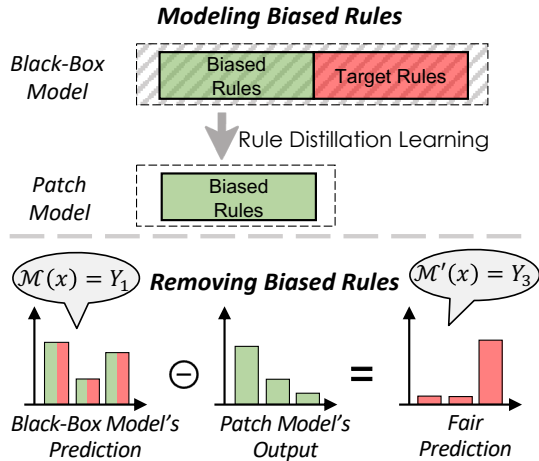 Modeling Biased Rules
Black-Box
Model
Biased
Rules
Target Rules
Rule Distillation Learning
Patch
Model
Biased
Rules
ℳ(x) = Y₁
Removing Biased Rules
ℳ′(x) = Y₃
⊖
=
Black-Box Model's
Prediction
Patch Model's
Output
Fair
Prediction